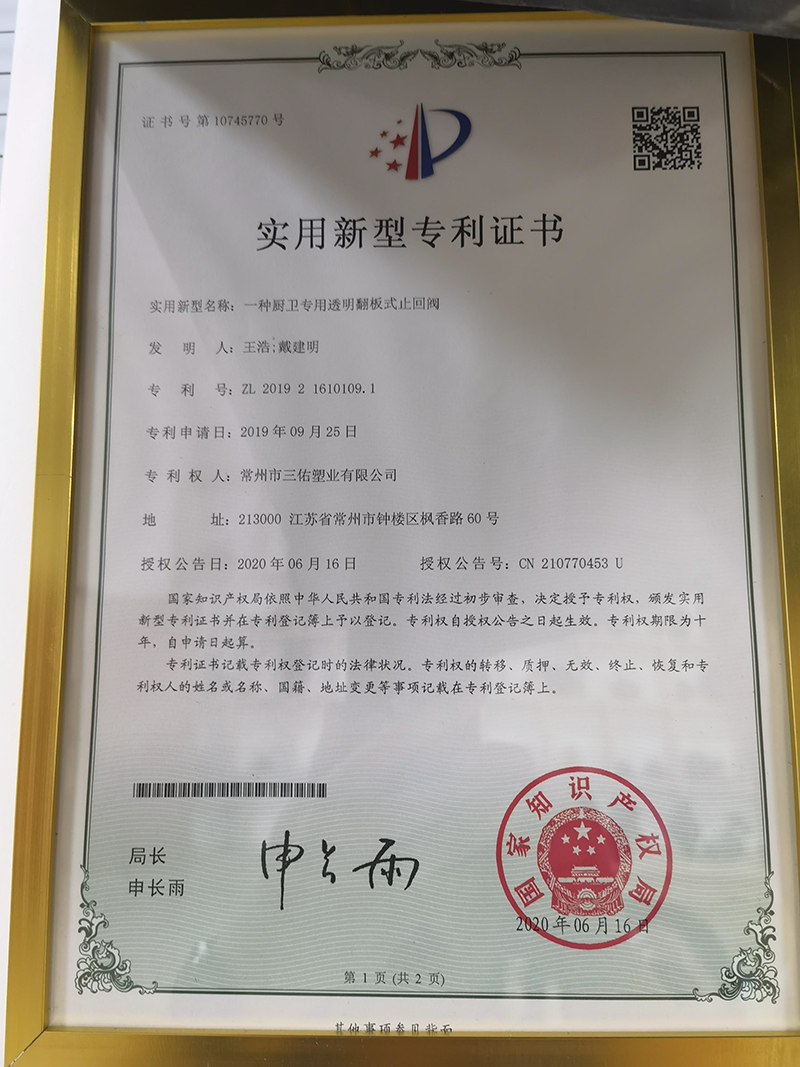 证书号第10745770号
实用新型专利证书
实用新型名称：一种厨卫专用透明翻板式止回阀
发明人：王浩;戴建明
专利号：ZL 2019 2 1610109.1
专利申请日：2019年09月25日
专利权人：常州市三佑塑业有限公司
地址：213000 江苏省常州市钟楼区枫香路60号
授权公告日：2020年06月16日 授权公告号：CN 210770453 U
国家知识产权局依照中华人民共和国专利法经过初步审查，决定授予专利权，颁发实用
新型专利证书并在专利登记簿上予以登记。专利权自授权公告之日起生效。专利权期限为十
年，自申请日起算。
专利证书记载专利权登记时的法律状况。专利权的转移、质押、无效、终止、恢复和专
利权人的姓名或名称、国籍、地址变更等事项记载在专利登记簿上。
局长
申长雨
申长雨
国家知识产权局
2020年06月16日
第1页(共2页)
其他事项参见背面